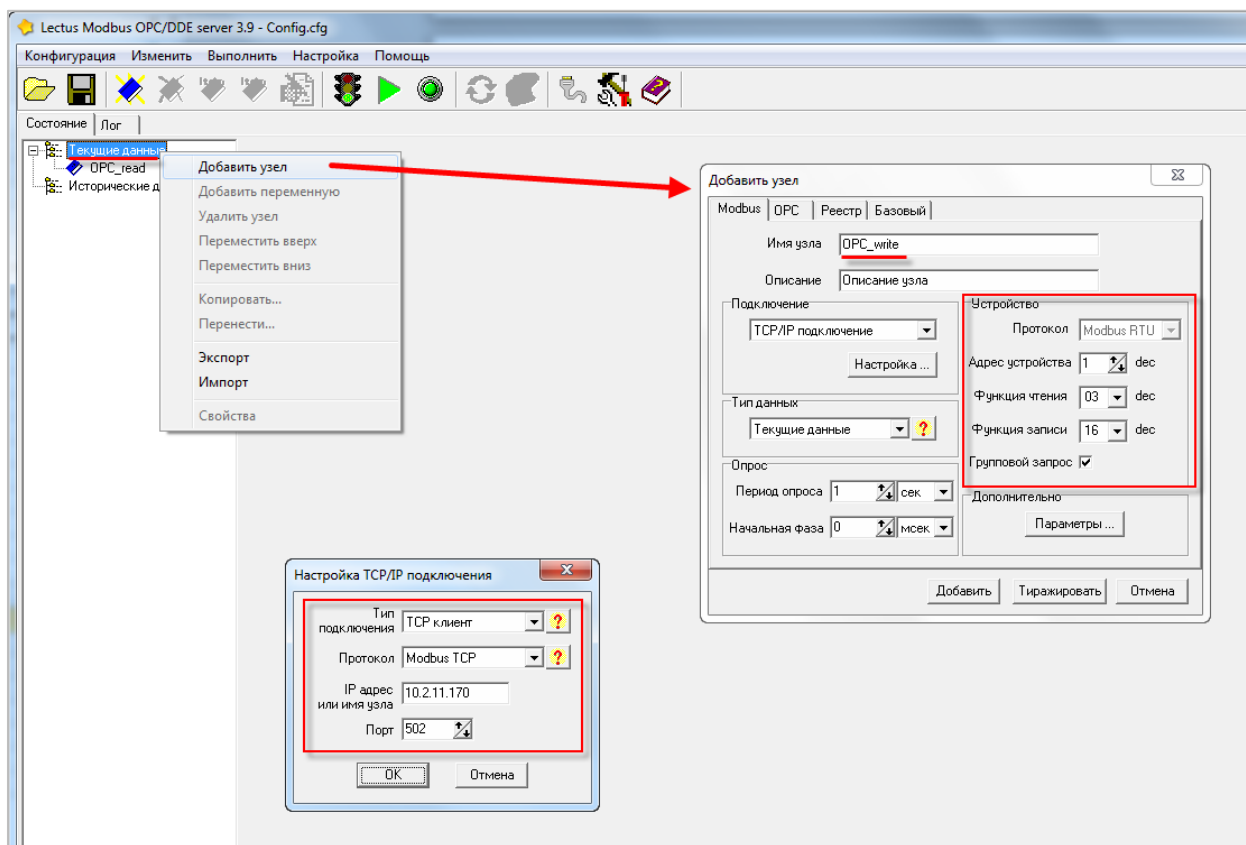 Lectus Modbus OPC/DDE server 3.9 - Config.cfg
Конфигурация Изменить Выполнить Настройка Помощь
Состояние Лог
Текущие данные
OPC_read
Исторические д
Добавить узел
Добавить переменную
Удалить узел
Переместить вверх
Переместить вниз
Копировать...
Перенести...
Экспорт
Импорт
Свойства
Добавить узел
Modbus OPC Реестр Базовый
Имя узла OPC_write
Описание Описание узла
Подключение
TCP/IP подключение
Настройка ...
Тип данных
Текущие данные ?
Опрос
Период опроса 1 сек
Начальная фаза 0 мсек
Устройство
Протокол Modbus RTU
Адрес устройства 1 dec
Функция чтения 03 dec
Функция записи 16 dec
Групповой запрос
Дополнительно
Параметры ...
Добавить Тиражировать Отмена
Настройка TCP/IP подключения
Тип
подключения TCP клиент ?
Протокол Modbus TCP ?
IP адрес
или имя узла 10.2.11.170
Порт 502
OK Отмена